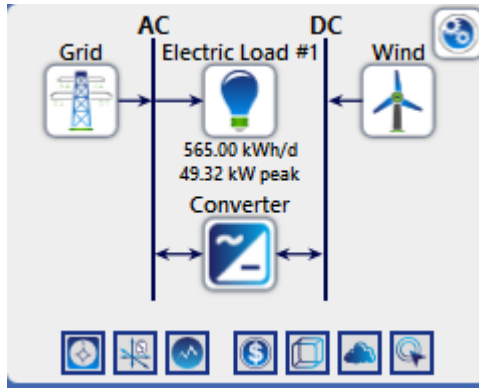 AC DC
Grid Electric Load #1 Wind
565.00 kWh/d
49.32 kW peak
Converter